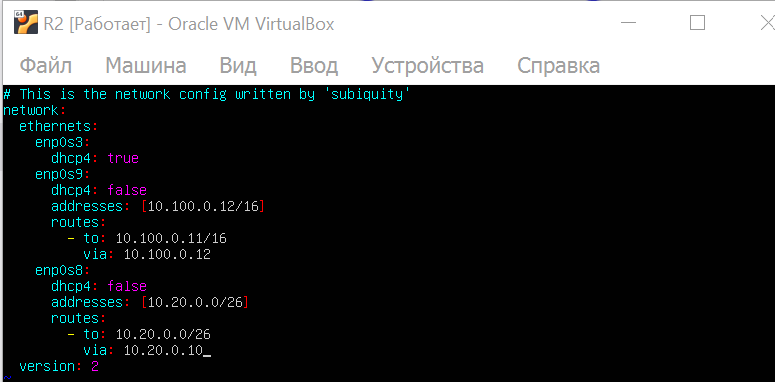 64
R2 [Работает] - Oracle VM VirtualBox
Файл Машина Вид Ввод Устройства Справка
# This is the network config written by 'subiquity'
network:
  ethernets:
    enp0s3:
      dhcp4: true
    enp0s9:
      dhcp4: false
      addresses: [10.100.0.12/16]
      routes:
        - to: 10.100.0.11/16
          via: 10.100.0.12
    enp0s8:
      dhcp4: false
      addresses: [10.20.0.0/26]
      routes:
        - to: 10.20.0.0/26
          via: 10.20.0.10_
  version: 2
~